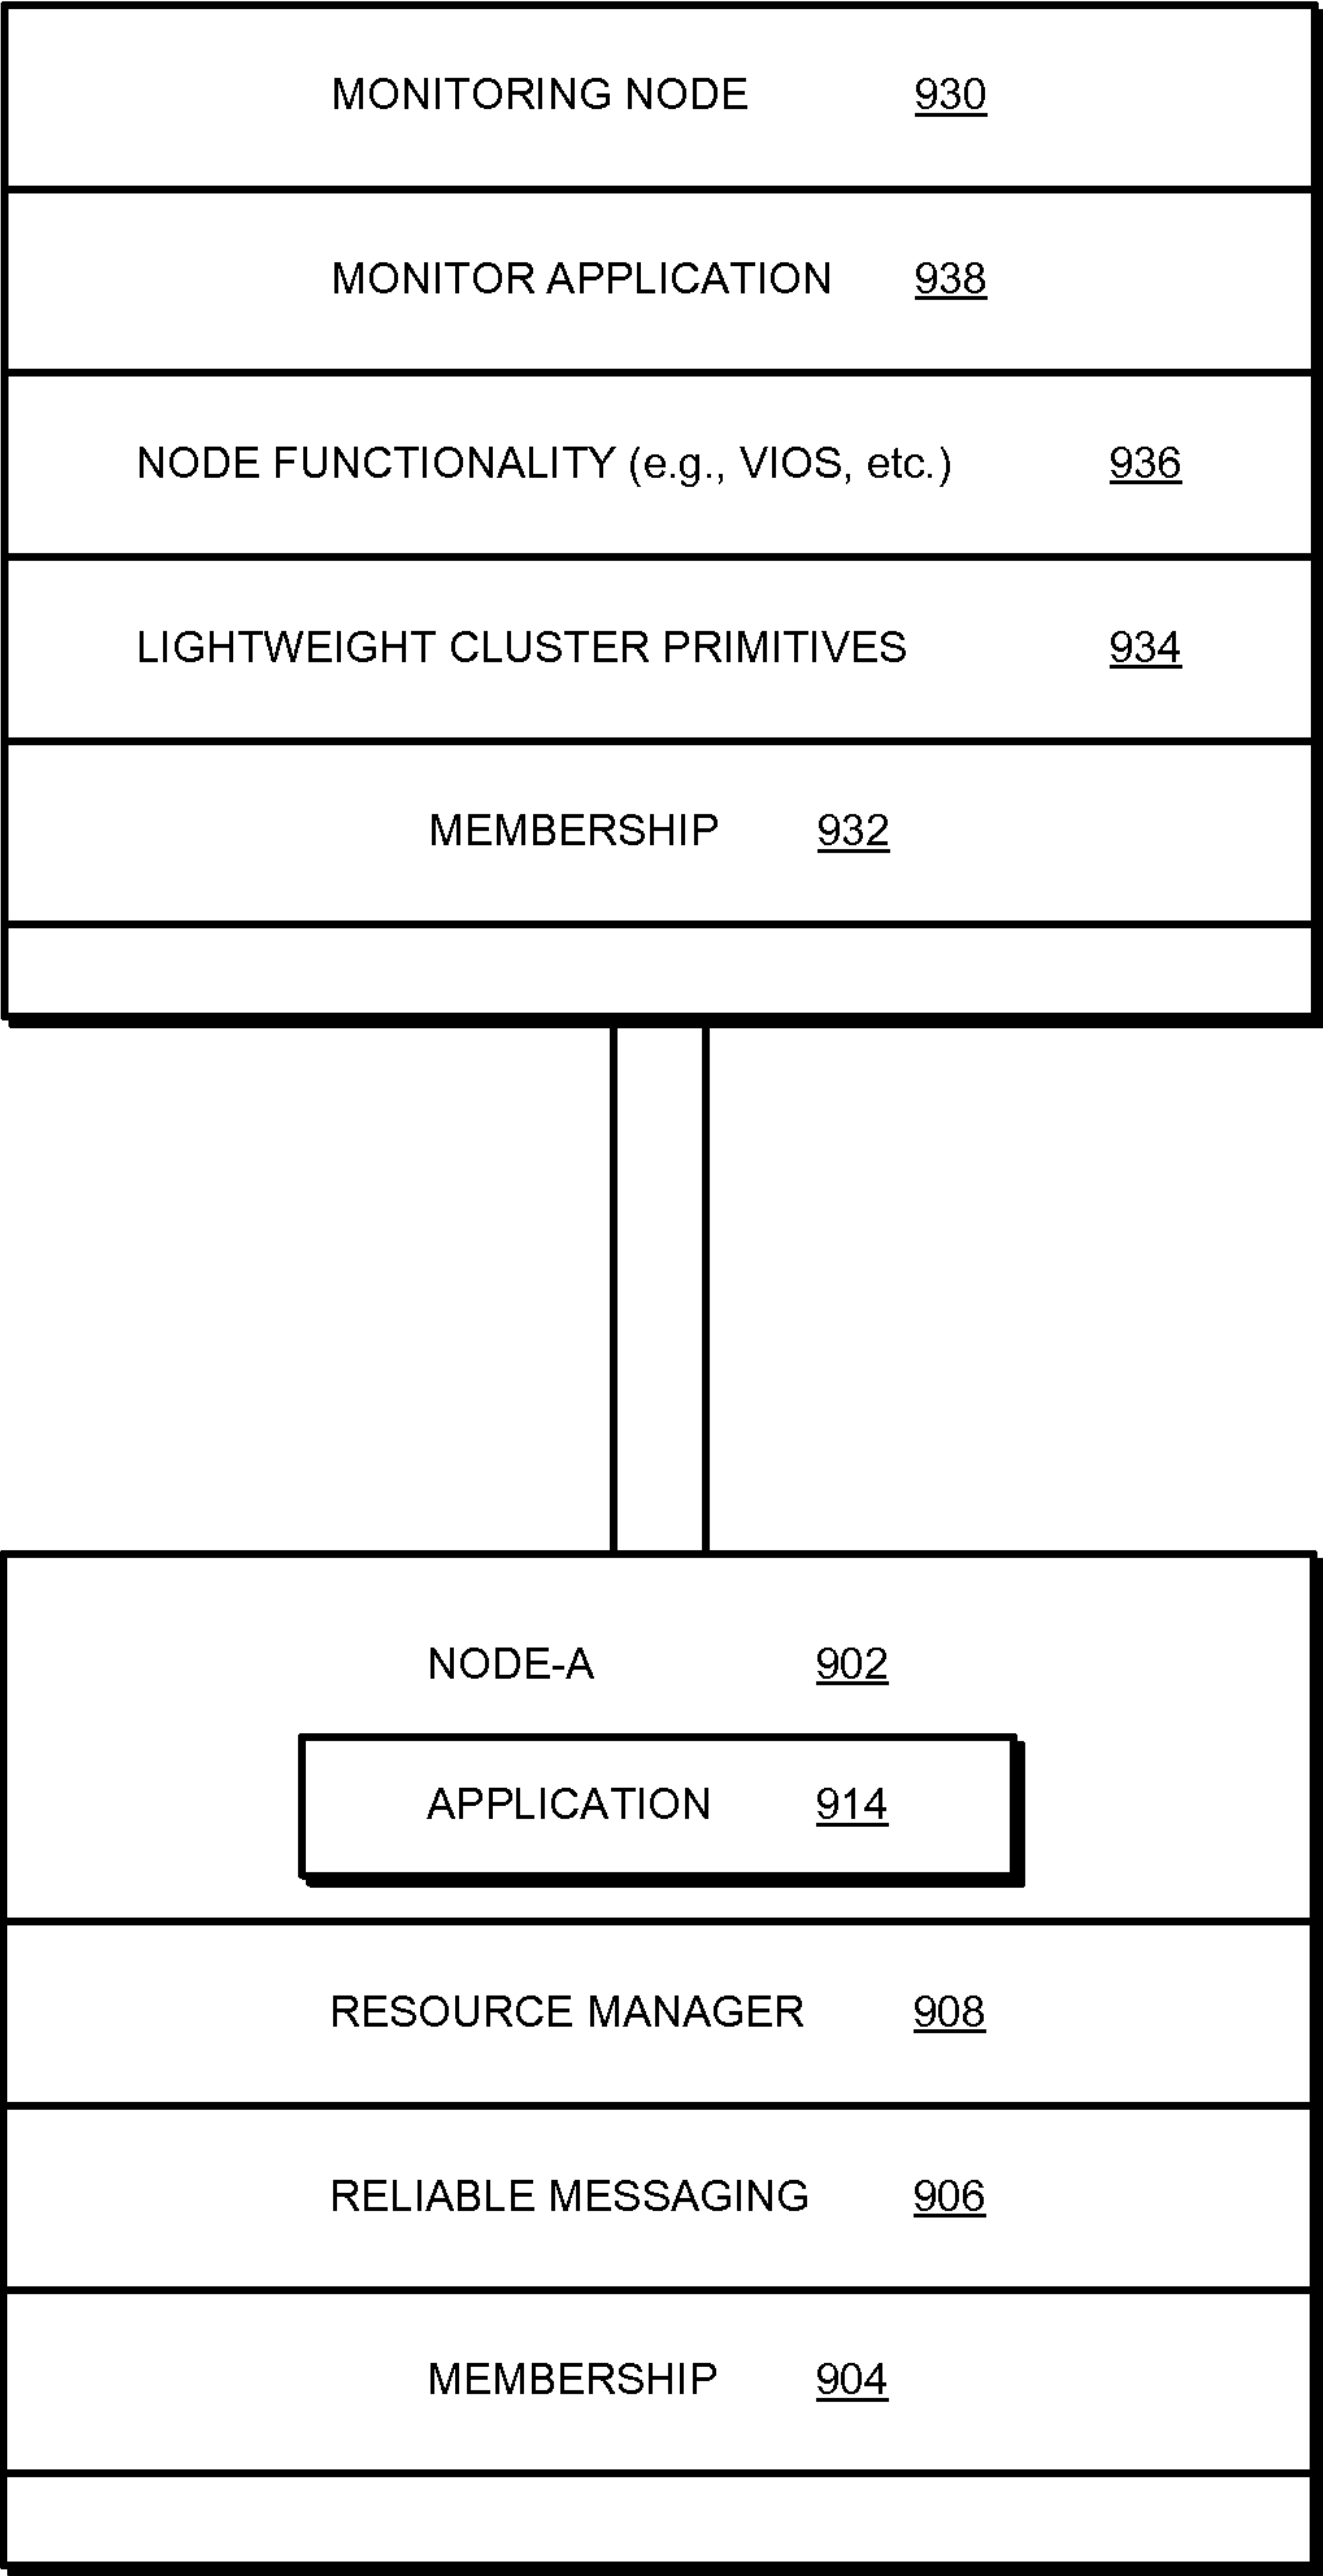 MONITORING NODE 930
MONITOR APPLICATION 938
NODE FUNCTIONALITY (e.g., VIOS, etc.) 936
LIGHTWEIGHT CLUSTER PRIMITIVES 934
MEMBERSHIP 932
NODE-A 902
APPLICATION 914
RESOURCE MANAGER 908
RELIABLE MESSAGING 906
MEMBERSHIP 904